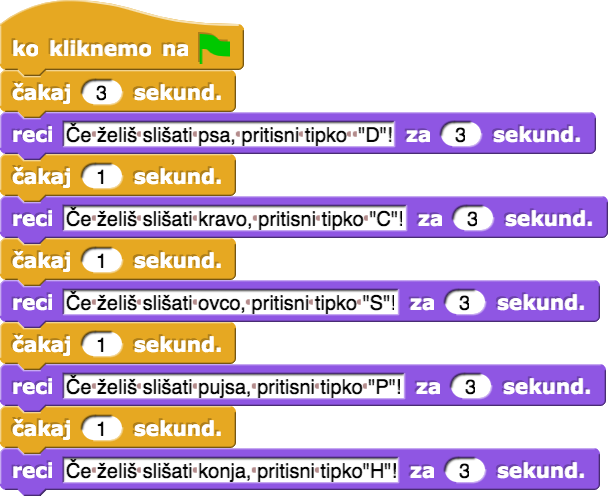 ko kliknemo na
čakaj 3 sekund.
reci Če želiš slišati psa, pritisni tipko  "D"! za 3 sekund.
čakaj 1 sekund.
reci Če želiš slišati kravo, pritisni tipko "C"! za 3 sekund.
čakaj 1 sekund.
reci Če želiš slišati ovco, pritisni tipko "S"! za 3 sekund.
čakaj 1 sekund.
reci Če želiš slišati pujsa, pritisni tipko "P"! za 3 sekund.
čakaj 1 sekund.
reci Če želiš slišati konja, pritisni tipko"H"! za 3 sekund.